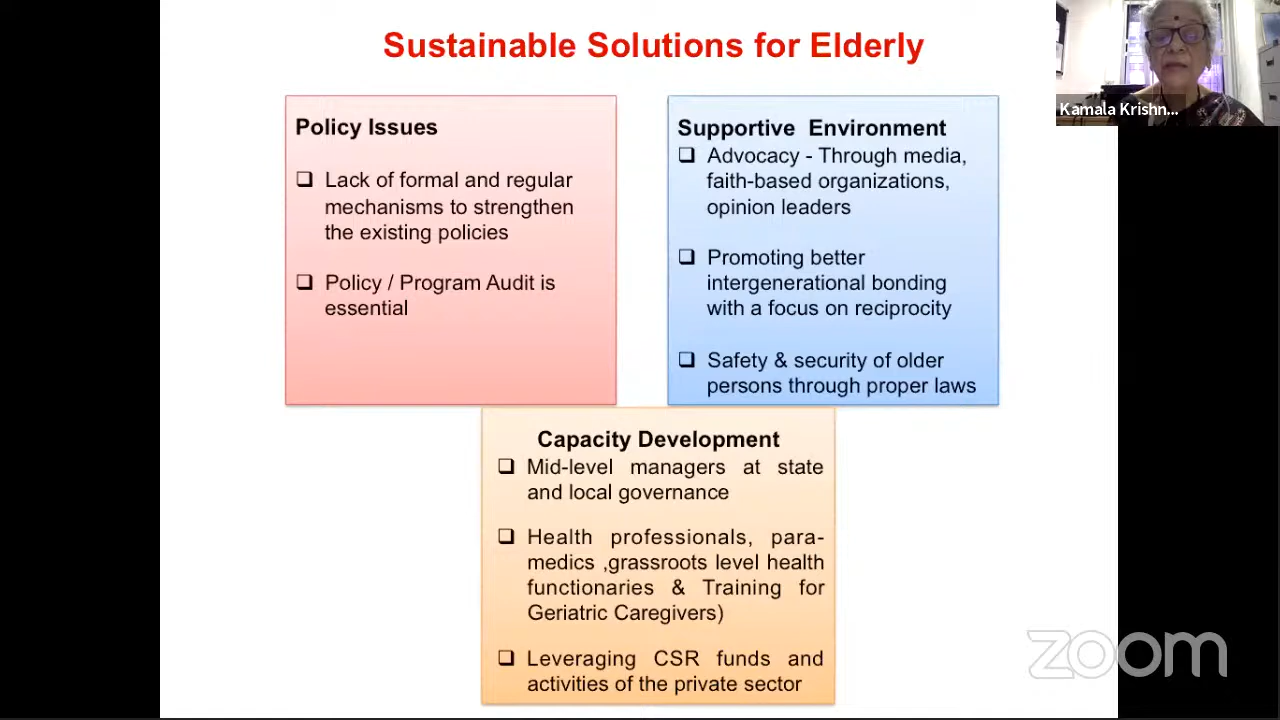 Sustainable Solutions for Elderly
Kamala Krishn...
Policy Issues
❑ Lack of formal and regular
mechanisms to strengthen
the existing policies
❑ Policy / Program Audit is
essential
Supportive Environment
❑ Advocacy - Through media,
faith-based organizations,
opinion leaders
❑ Promoting better
intergenerational bonding
with a focus on reciprocity
❑ Safety & security of older
persons through proper laws
Capacity Development
❑ Mid-level managers at state
and local governance
❑ Health professionals, para-
medics ,grassroots level health
functionaries & Training for
Geriatric Caregivers)
❑ Leveraging CSR funds and
activities of the private sector
zoom